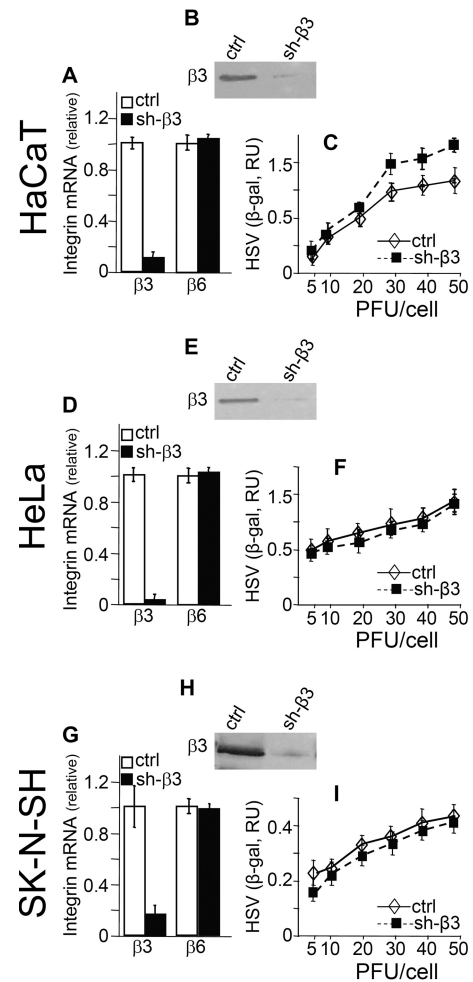 HaCaT
A
Integrin mRNA (relative)
1.2
0.8
0.4
0
ctrl
sh-β3
β3 β6
B
ctrl sh-β3
β3
C
HSV (β-gal, RU)
1.5
0.5
0
ctrl
sh-β3
5 10 20 30 40 50
PFU/cell
HeLa
D
Integrin mRNA (relative)
1.2
0.8
0.4
0
ctrl
sh-β3
β3 β6
E
ctrl sh-β3
β3
F
HSV (β-gal, RU)
1.5
0.5
0
ctrl
sh-β3
5 10 20 30 40 50
PFU/cell
SK-N-SH
G
Integrin mRNA (relative)
1.2
0.8
0.4
0
ctrl
sh-β3
β3 β6
H
ctrl sh-β3
β3
I
HSV (β-gal, RU)
0.4
0.2
0
ctrl
sh-β3
5 10 20 30 40 50
PFU/cell